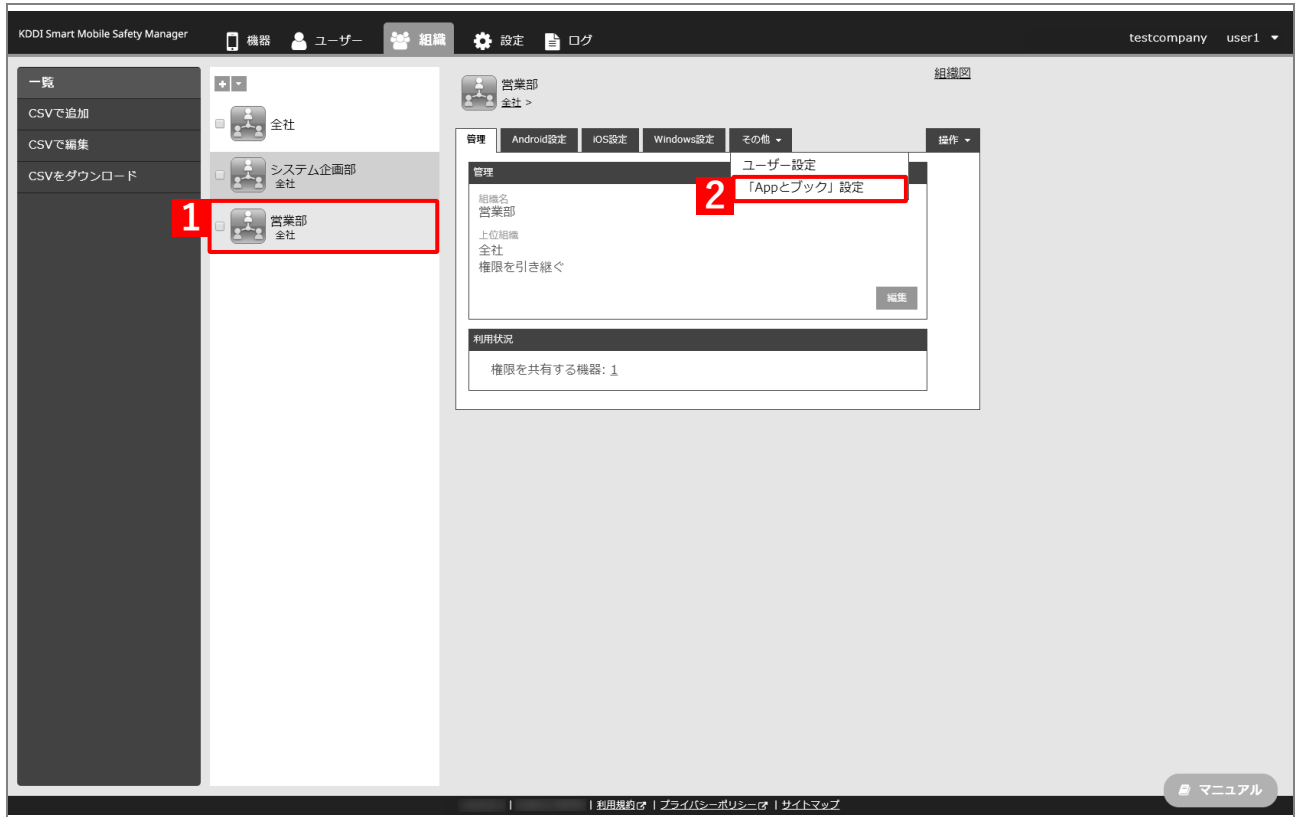 KDDI Smart Mobile Safety Manager
機器
ユーザー
組織
設定
ログ
testcompany user1
一覧
CSVで追加
CSVで編集
CSVをダウンロード
全社
システム企画部
全社
1
営業部
全社
営業部
全社 >
組織図
管理
Android設定
iOS設定
Windows設定
その他
操作
ユーザー設定
2
「Appとブック」設定
管理
組織名
営業部
上位組織
全社
権限を引き継ぐ
編集
利用状況
権限を共有する機器: 1
マニュアル
| | 利用規約 | プライバシーポリシー | サイトマップ